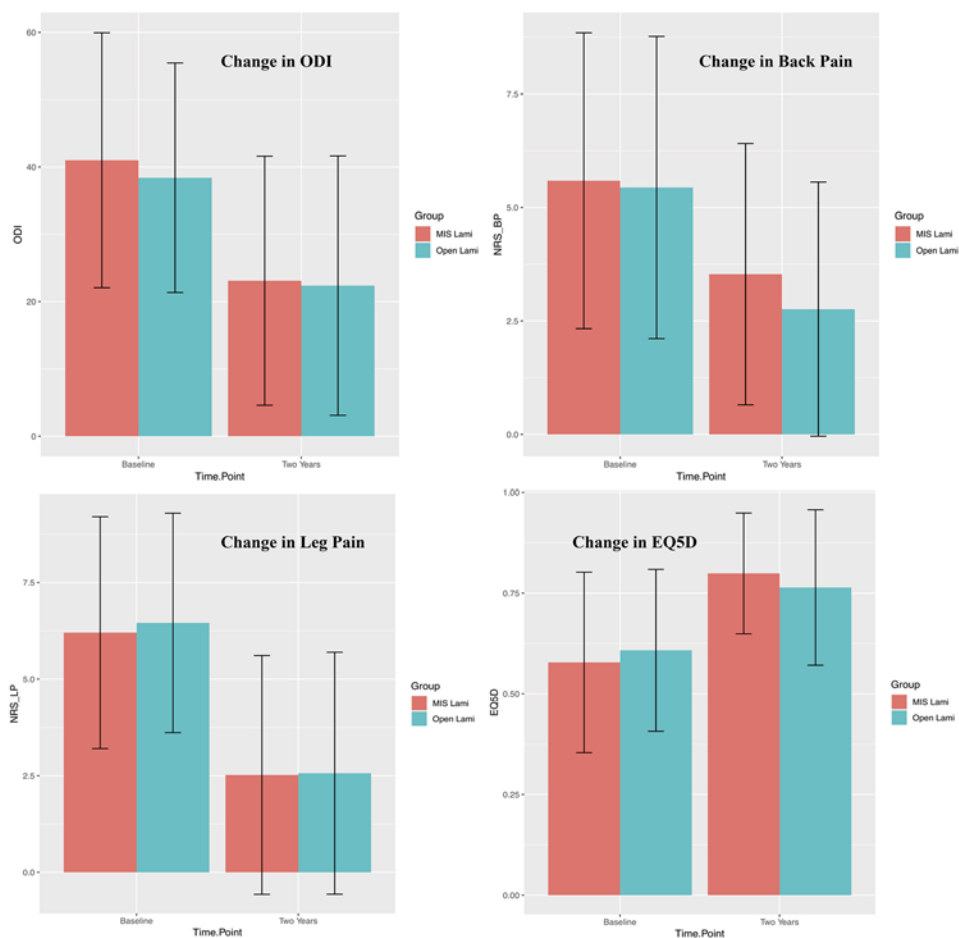 Change in ODI
60
40
20
0
ODI
Baseline
Two Years
Time.Point
Group
MIS Lami
Open Lami
Change in Back Pain
7.5
5.0
2.5
0.0
NRS_BP
Baseline
Two Years
Time.Point
Group
MIS Lami
Open Lami
Change in Leg Pain
7.5
5.0
2.5
0.0
NRS_LP
Baseline
Two Years
Time.Point
Group
MIS Lami
Open Lami
Change in EQ5D
1.00
0.75
0.50
0.25
0.00
EQ5D
Baseline
Two Years
Time.Point
Group
MIS Lami
Open Lami